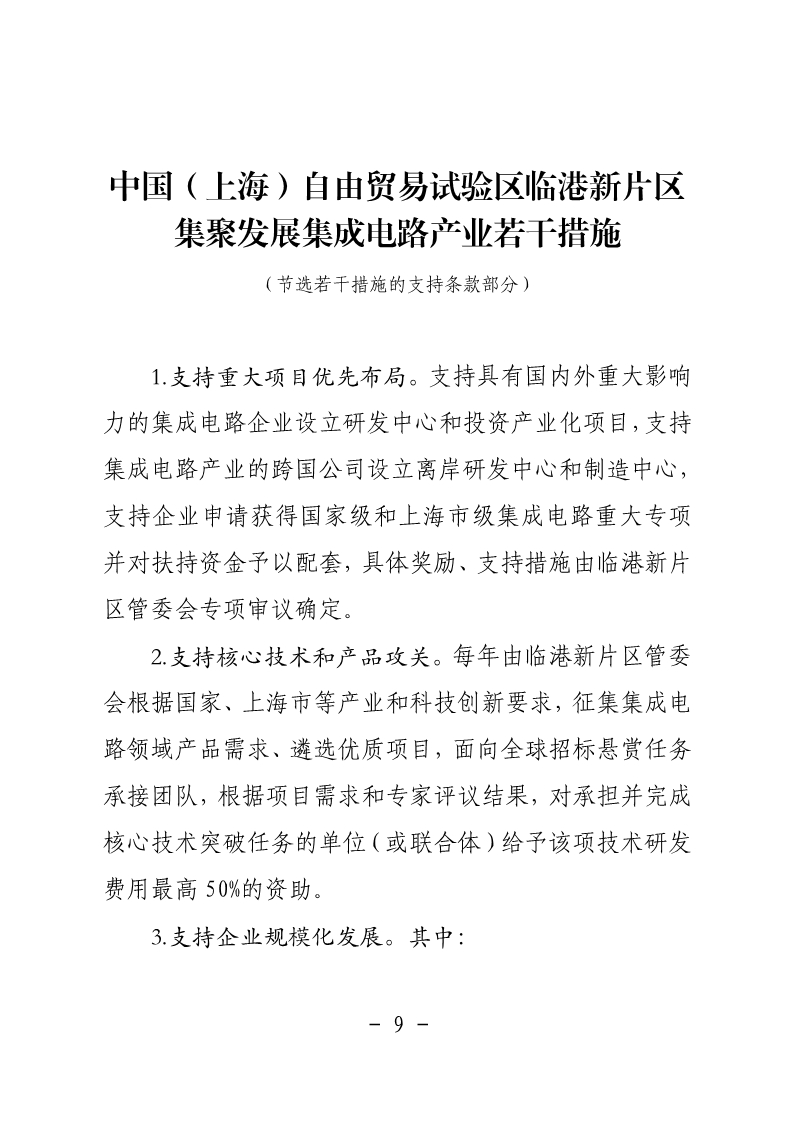 中国（上海）自由贸易试验区临港新片区
集聚发展集成电路产业若干措施
（节选若干措施的支持条款部分）
1.支持重大项目优先布局。支持具有国内外重大影响
力的集成电路企业设立研发中心和投资产业化项目，支持
集成电路产业的跨国公司设立离岸研发中心和制造中心，
支持企业申请获得国家级和上海市级集成电路重大专项
并对扶持资金予以配套，具体奖励、支持措施由临港新片
区管委会专项审议确定。
2.支持核心技术和产品攻关。每年由临港新片区管委
会根据国家、上海市等产业和科技创新要求，征集集成电
路领域产品需求、遴选优质项目，面向全球招标悬赏任务
承接团队，根据项目需求和专家评议结果，对承担并完成
核心技术突破任务的单位（或联合体）给予该项技术研发
费用最高 50%的资助。
3.支持企业规模化发展。其中：
－ 9 －